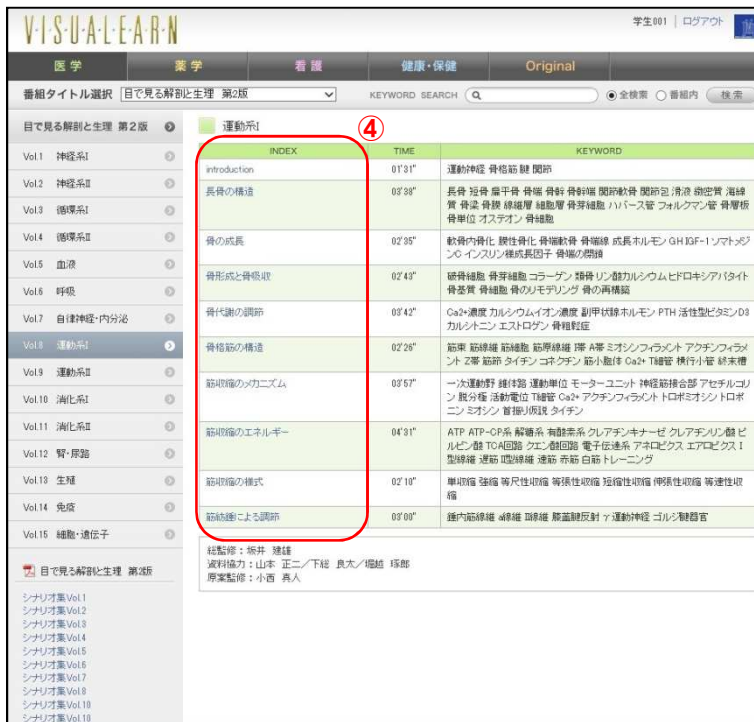 V·I·S·U·A·L·E·A·R·N
学生001 | ログアウト
医学 薬学 看護 健康・保健 Original
番組タイトル選択 目で見る解剖と生理 第2版 KEYWORD SEARCH 全検索 番組内 検索
目で見る解剖と生理 第2版
Vol.1 神経系I
Vol.2 神経系II
Vol.3 循環系I
Vol.4 循環系II
Vol.5 血液
Vol.6 呼吸
Vol.7 自律神経・内分泌
Vol.8 運動系I
Vol.9 運動系II
Vol.10 消化系I
Vol.11 消化系II
Vol.12 腎・尿路
Vol.13 生殖
Vol.14 免疫
Vol.15 細胞・遺伝子
目で見る解剖と生理 第2版
シナリオ集Vol.1
シナリオ集Vol.2
シナリオ集Vol.3
シナリオ集Vol.4
シナリオ集Vol.5
シナリオ集Vol.6
シナリオ集Vol.7
シナリオ集Vol.8
シナリオ集Vol.10
シナリオ集Vol.10
運動系I
④
INDEX TIME KEYWORD
introduction 01'31" 運動神経 骨格筋 腱 関節
長骨の構造 03'38" 長骨 短骨 扁平骨 骨端 骨幹 骨幹端 関節軟骨 関節包 滑液 緻密質 海綿
質 骨梁 骨膜 線維層 細胞層 骨芽細胞 ハバース管 フォルクマン管 骨層板
骨単位 オステオン 骨細胞
骨の成長 02'35" 軟骨内骨化 膜性骨化 骨端軟骨 骨端線 成長ホルモン GH IGF-1 ソマトメジ
ンC インスリン様成長因子 骨端の閉鎖
骨形成と骨吸収 02'43" 破骨細胞 骨芽細胞 コラーゲン 類骨 リン酸カルシウム ヒドロキシアパタイト
骨基質 骨細胞 骨のリモデリング 骨の再構築
骨代謝の調節 03'42" Ca2+濃度 カルシウムイオン濃度 副甲状腺ホルモン PTH 活性型ビタミンD3
カルシトニン エストロゲン 骨粗鬆症
骨格筋の構造 02'26" 筋束 筋線維 筋細胞 筋原線維 I帯 A帯 ミオシンフィラメント アクチンフィラメ
ント Z帯 筋節 タイチン コネクチン 筋小胞体 Ca2+ T細管 横行小管 終末槽
筋収縮のメカニズム 03'57" 一次運動野 錐体路 運動単位 モーターユニット 神経筋接合部 アセチルコリ
ン 脱分極 活動電位 T細管 Ca2+ アクチンフィラメント トロポミオシン トロポ
ニン ミオシン 首振り仮説 タイチン
筋収縮のエネルギー 04'31" ATP ATP-CP系 解糖系 有酸素系 クレアチンキナーゼ クレアチンリン酸 ピ
ルビン酸 TCA回路 クエン酸回路 電子伝達系 アネロビクス エアロビクス I
型線維 遅筋 II型線維 速筋 赤筋 白筋 トレーニング
筋収縮の様式 02'10" 単収縮 強縮 等尺性収縮 等張性収縮 短縮性収縮 伸張性収縮 等速性収
縮
筋紡錘による調節 03'00" 錘内筋線維 α線維 II線維 膝蓋腱反射 γ運動神経 ゴルジ腱器官
総監修：坂井 建雄
資料協力：山本 正二／下総 良太／堀越 琢郎
原案監修：小西 真人